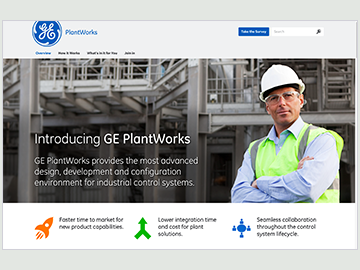 GE
PlantWorks
Take the Survey
Search
Overview
How It Works
What's in it for You
Join In
Introducing GE PlantWorks
GE PlantWorks provides the most advanced
design, development and configuration
environment for industrial control systems.
Faster time to market for
new product capabilities.
Lower integration time
and cost for plant
solutions.
Seamless collaboration
throughout the control
system lifecycle.